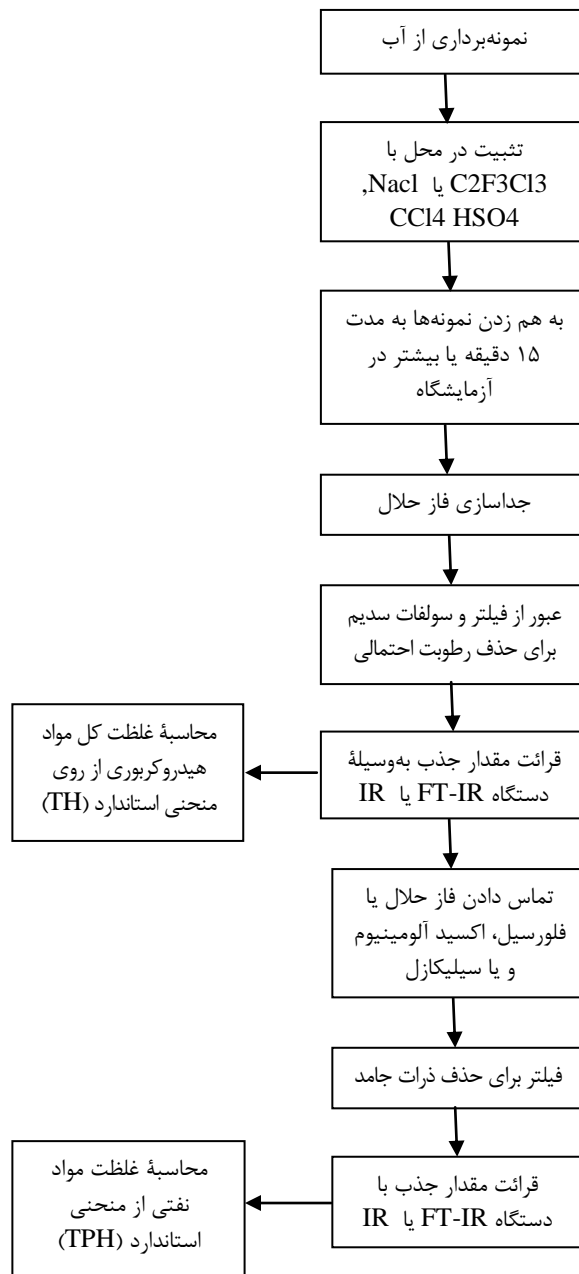 نمونه‌برداری از آب
تثبیت در محل با
C2F3Cl3 یا Nacl,
CCl4 HSO4
به هم زدن نمونه‌ها به مدت
۱۵ دقیقه یا بیشتر در
آزمایشگاه
جداسازی فاز حلال
عبور از فیلتر و سولفات سدیم
برای حذف رطوبت احتمالی
قرائت مقدار جذب به‌وسیلهٔ
دستگاه FT-IR یا IR
محاسبهٔ غلظت کل مواد
هیدروکربوری از روی
منحنی استاندارد (TH)
تماس دادن فاز حلال یا
فلورسیل، اکسید آلومینیوم
و یا سیلیکازل
فیلتر برای حذف ذرات جامد
قرائت مقدار جذب با
دستگاه FT-IR یا IR
محاسبهٔ غلظت مواد
نفتی از منحنی
استاندارد (TPH)